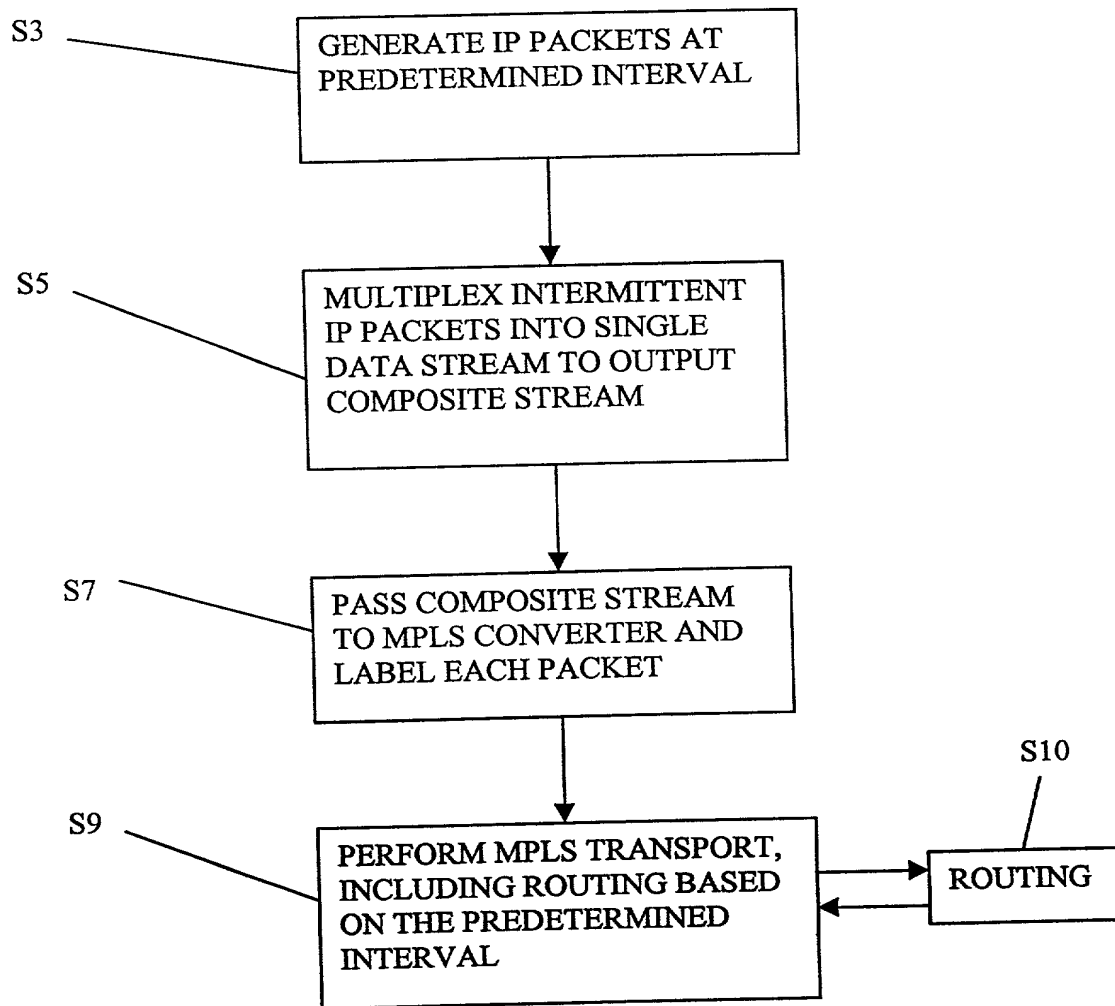 S3
GENERATE IP PACKETS AT
PREDETERMINED INTERVAL
S5
MULTIPLEX INTERMITTENT
IP PACKETS INTO SINGLE
DATA STREAM TO OUTPUT
COMPOSITE STREAM
S7
PASS COMPOSITE STREAM
TO MPLS CONVERTER AND
LABEL EACH PACKET
S9
PERFORM MPLS TRANSPORT,
INCLUDING ROUTING BASED
ON THE PREDETERMINED
INTERVAL
S10
ROUTING